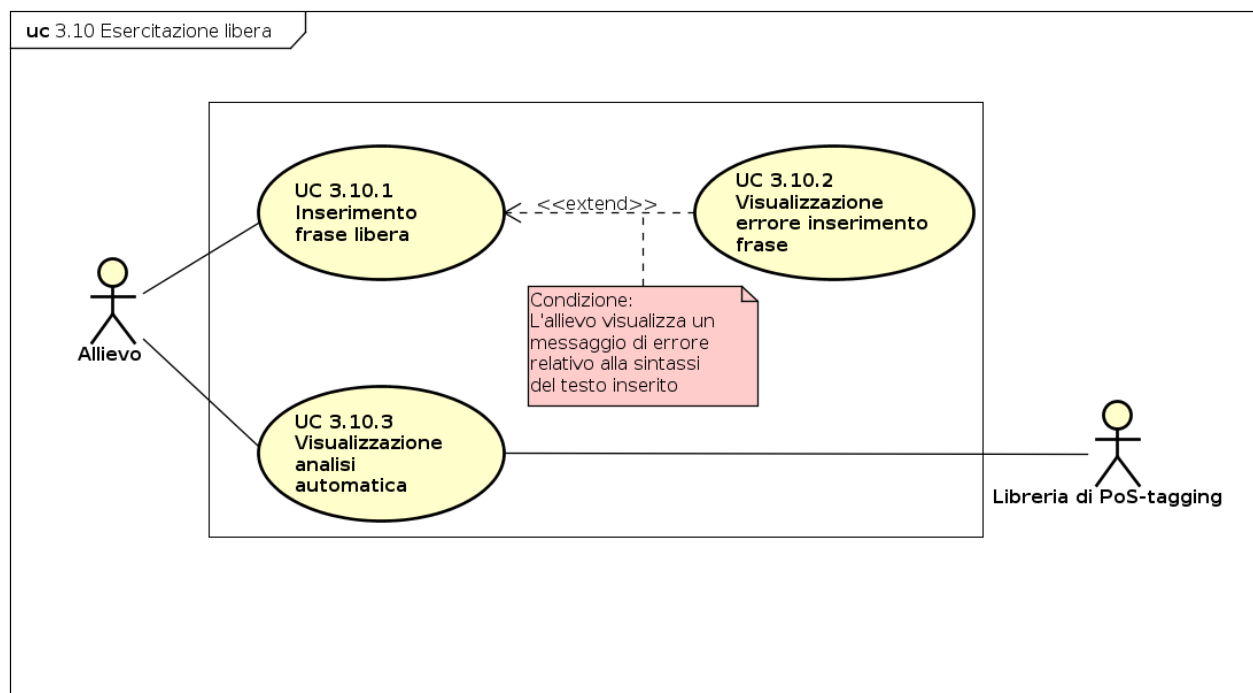 uc 3.10 Esercitazione libera
UC 3.10.1
Inserimento
frase libera
<<extend>>
UC 3.10.2
Visualizzazione
errore inserimento
frase
Condizione:
L'allievo visualizza un
messaggio di errore
relativo alla sintassi
del testo inserito
Allievo
UC 3.10.3
Visualizzazione
analisi
automatica
Libreria di PoS-tagging